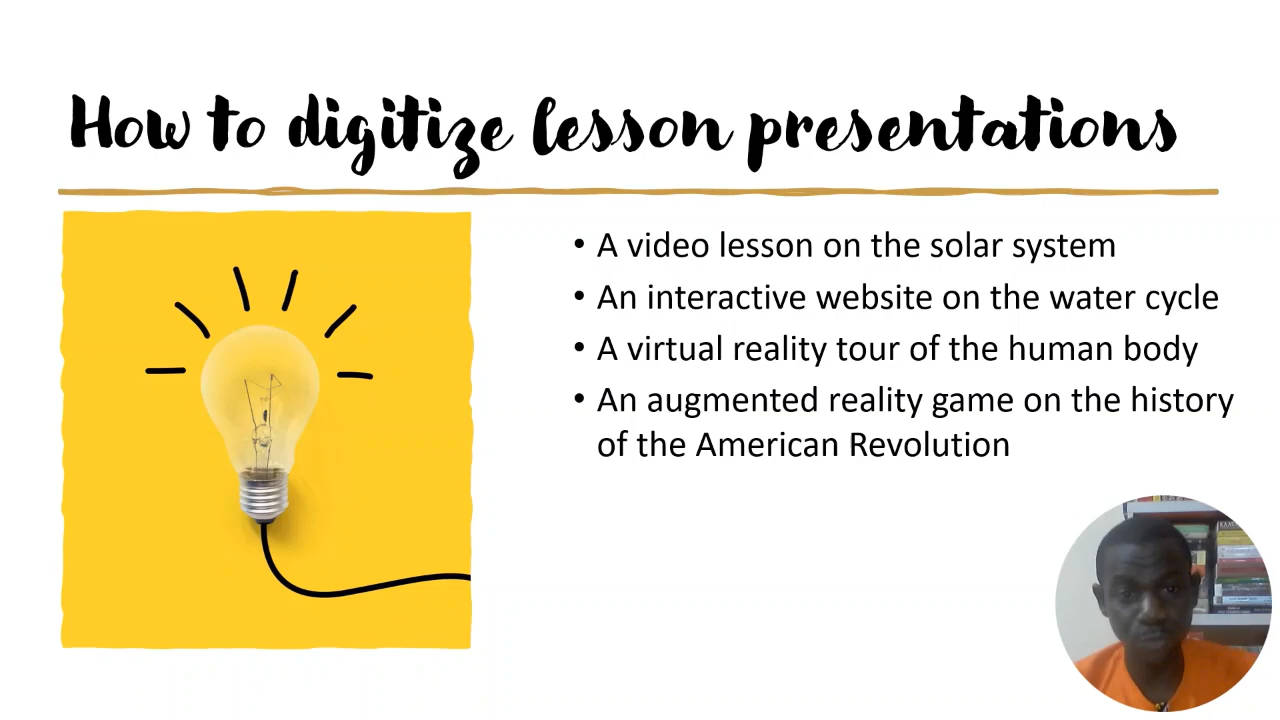 How to digitize lesson presentations
• A video lesson on the solar system
• An interactive website on the water cycle
• A virtual reality tour of the human body
• An augmented reality game on the history
of the American Revolution